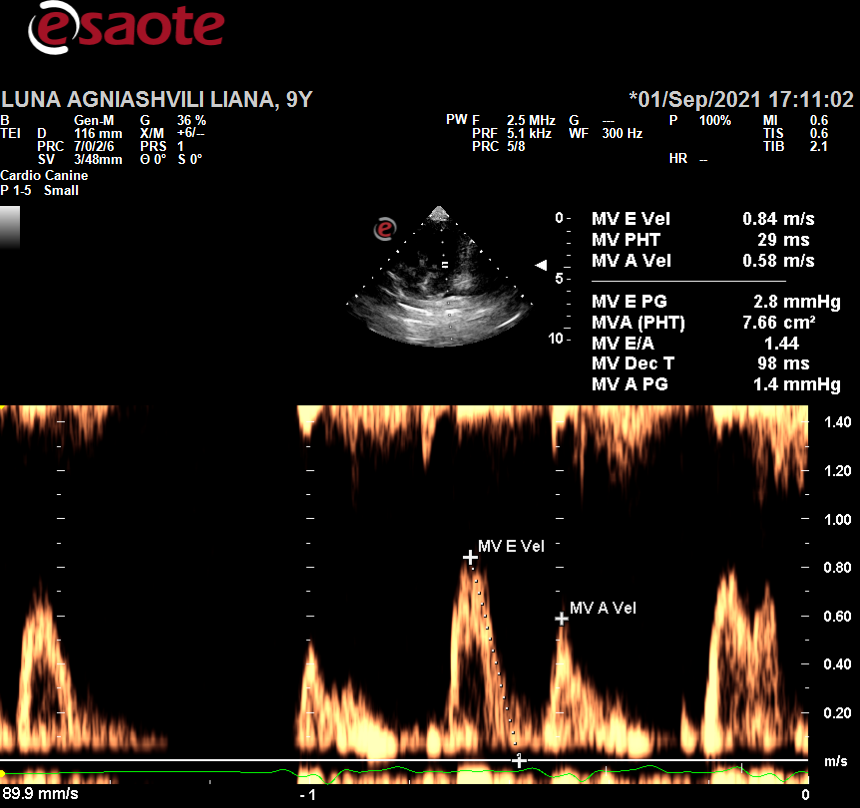 esaote
LUNA AGNIASHVILI LIANA, 9Y *01/Sep/2021 17:11:02
B Gen-M G 36 % PW F 2.5 MHz G --- P 100% MI 0.6
TEI D 116 mm X/M +6/-- PRF 5.1 kHz WF 300 Hz TIS 0.6
PRC 7/0/2/6 PRS 1 PRC 5/8 TIB 2.1
SV 3/48mm Θ 0° S 0° HR --
Cardio Canine
P 1-5 Small
0
5
10
MV E Vel 0.84 m/s
MV PHT 29 ms
MV A Vel 0.58 m/s
MV E PG 2.8 mmHg
MVA (PHT) 7.66 cm²
MV E/A 1.44
MV Dec T 98 ms
MV A PG 1.4 mmHg
1.40
1.20
1.00
MV E Vel
0.80
MV A Vel
0.60
0.40
0.20
m/s
89.9 mm/s -1 0